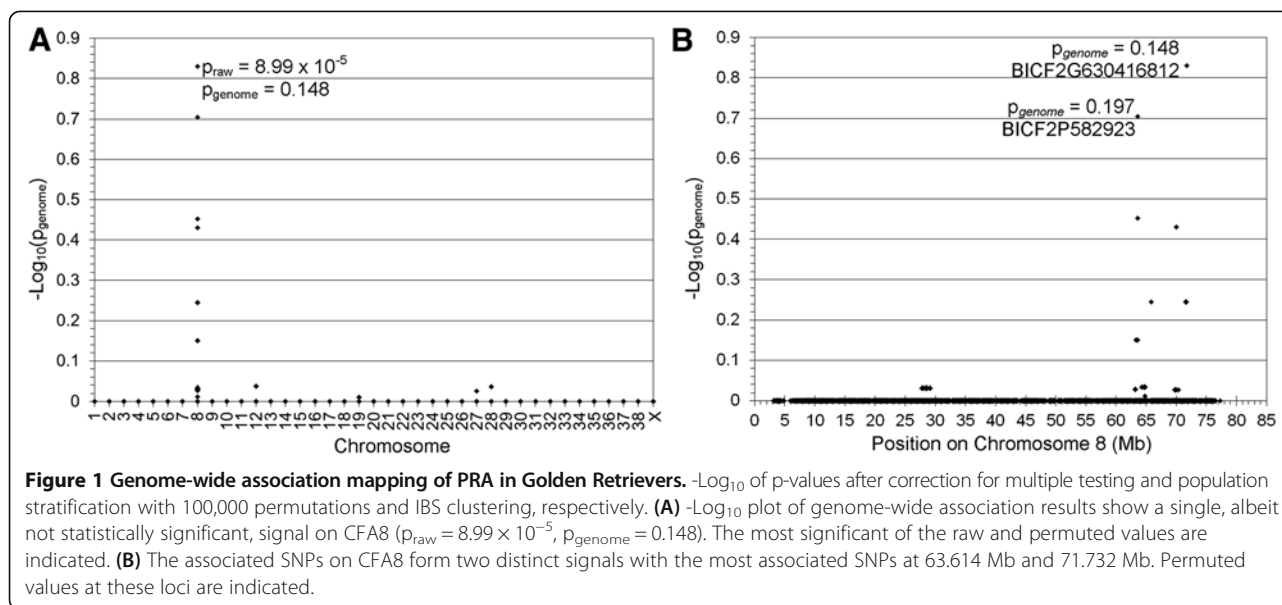 A
0.9
0.8
0.7
0.6
0.5
0.4
0.3
0.2
0.1
0
-Log10(pgenome)
praw = 8.99 x 10-5
pgenome = 0.148
1 2 3 4 5 6 7 8 9 10 11 12 13 14 15 16 17 18 19 20 21 22 23 24 25 26 27 28 29 30 31 32 33 34 35 36 37 38 X
Chromosome
B
0.9
0.8
0.7
0.6
0.5
0.4
0.3
0.2
0.1
0
-Log10(pgenome)
pgenome = 0.148
BICF2G630416812
pgenome = 0.197
BICF2P582923
0 5 10 15 20 25 30 35 40 45 50 55 60 65 70 75 80 85
Position on Chromosome 8 (Mb)
Figure 1 Genome-wide association mapping of PRA in Golden Retrievers. -Log10 of p-values after correction for multiple testing and population
stratification with 100,000 permutations and IBS clustering, respectively. (A) -Log10 plot of genome-wide association results show a single, albeit
not statistically significant, signal on CFA8 (praw = 8.99 × 10−5, pgenome = 0.148). The most significant of the raw and permuted values are
indicated. (B) The associated SNPs on CFA8 form two distinct signals with the most associated SNPs at 63.614 Mb and 71.732 Mb. Permuted
values at these loci are indicated.